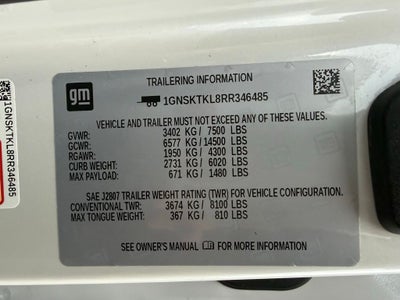 gm
TRAILERING INFORMATION
1GNSKTKL8RR346485
VEHICLE AND TRAILER MUST NOT EXCEED ANY OF THESE VALUES.
GVWR: 3402 KG / 7500 LBS
GCWR: 6577 KG / 14500 LBS
RGAWR: 1950 KG / 4300 LBS
CURB WEIGHT: 2731 KG / 6020 LBS
MAX PAYLOAD: 671 KG / 1480 LBS
SAE J2807 TRAILER WEIGHT RATING (TWR) FOR VEHICLE CONFIGURATION.
CONVENTIONAL TWR: 3674 KG / 8100 LBS
MAX TONGUE WEIGHT: 367 KG / 810 LBS
SEE OWNER'S MANUAL FOR MORE INFORMATION
1GNSKTKL8RR346485